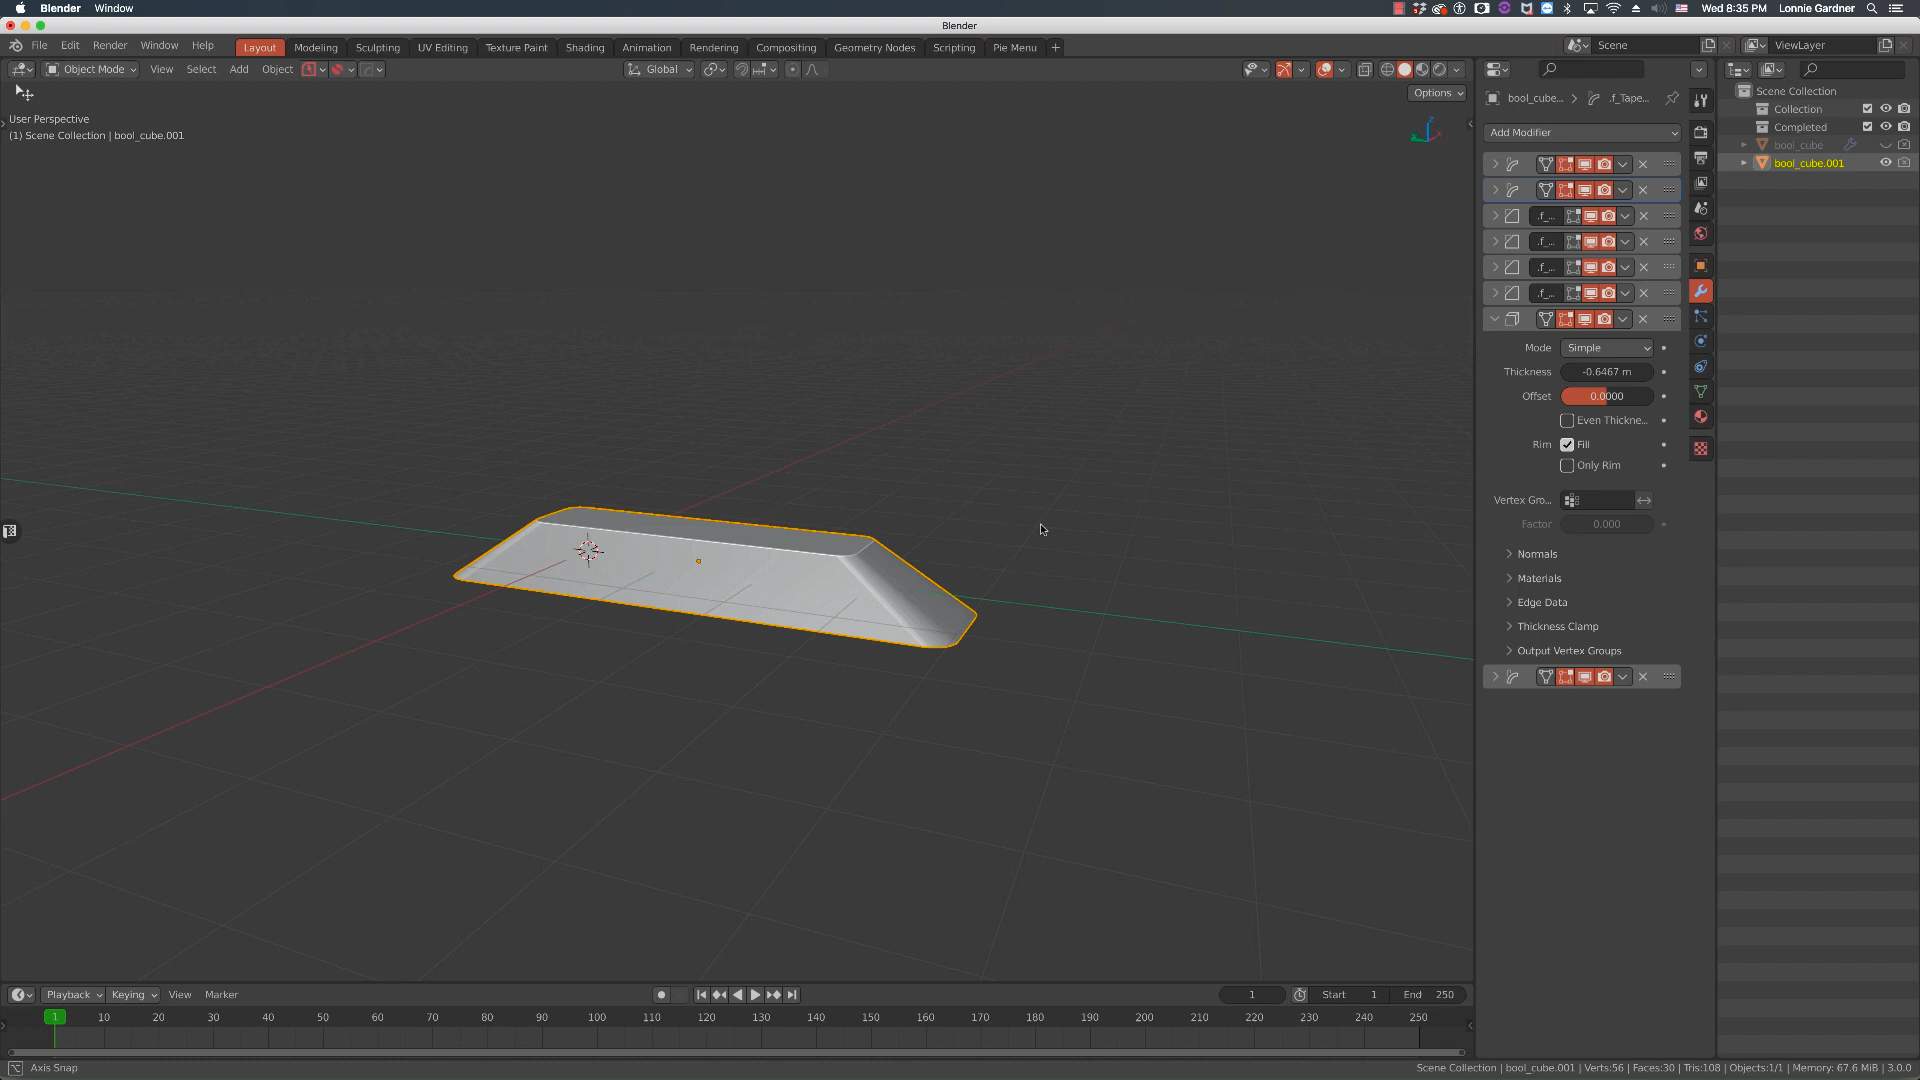 Blender Window Wed 8:35 PM Lonnie Gardner
Blender
File Edit Render Window Help Layout Modeling Sculpting UV Editing Texture Paint Shading Animation Rendering Compositing Geometry Nodes Scripting Pie Menu + Scene ViewLayer
Object Mode View Select Add Object Global
Options
User Perspective
(1) Scene Collection | bool_cube.001
bool_cube... .f_Tape...
Add Modifier
.f_...
.f_...
.f_...
.f_...
Mode Simple
Thickness -0.6467 m
Offset 0.0000
Even Thickne...
Rim Fill
Only Rim
Vertex Gro...
Factor 0.000
Normals
Materials
Edge Data
Thickness Clamp
Output Vertex Groups
Scene Collection
Collection
Completed
bool_cube
bool_cube.001
X
Z
Playback Keying View Marker 1 Start 1 End 250
1 10 20 30 40 50 60 70 80 90 100 110 120 130 140 150 160 170 180 190 200 210 220 230 240 250
Axis Snap Scene Collection | bool_cube.001 | Verts:56 | Faces:30 | Tris:108 | Objects:1/1 | Memory: 67.6 MiB | 3.0.0